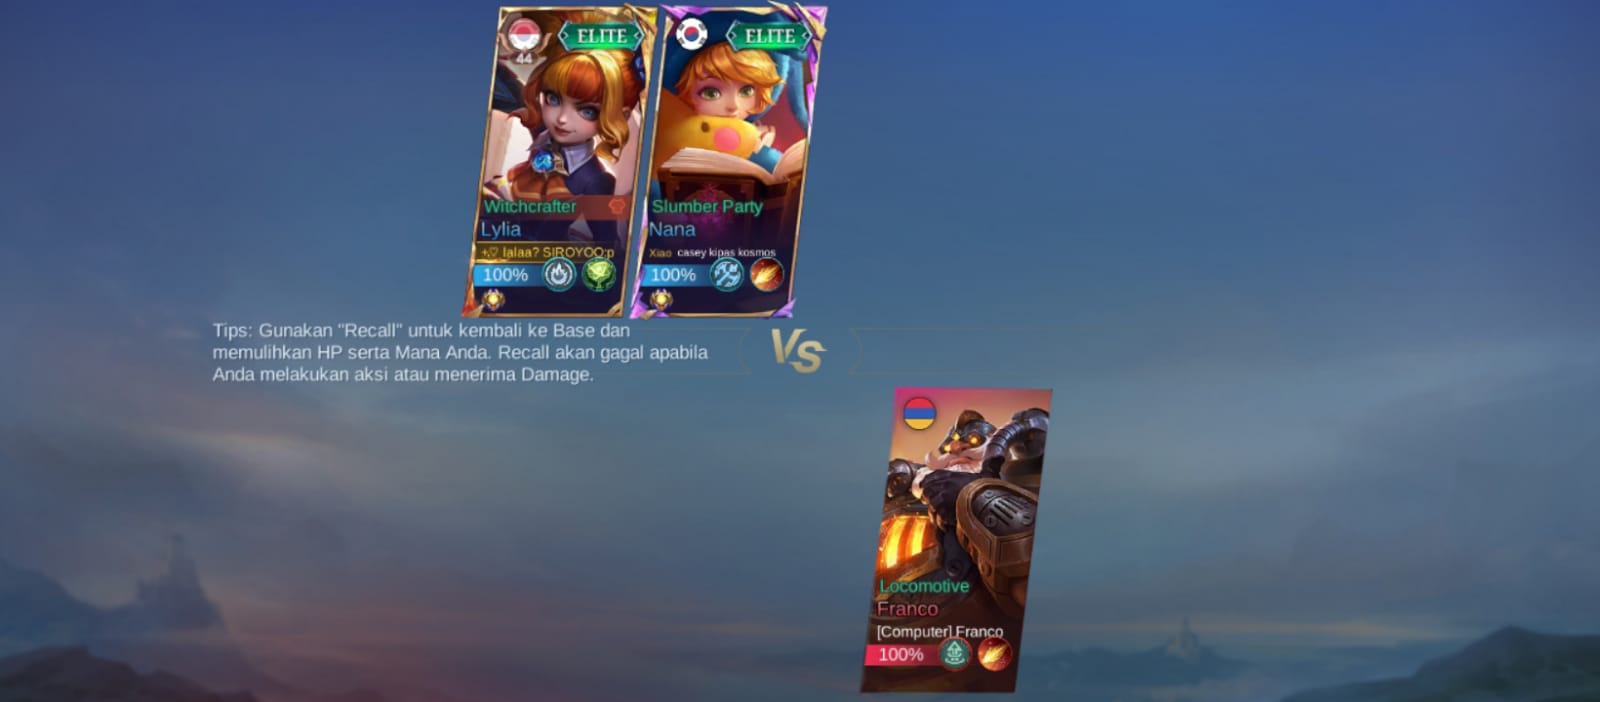 ELITE
44
Witchcrafter
Lylia
+♡ lalaa? SIROYOO:p
100%
ELITE
Slumber Party
Nana
Xiao casey kipas kosmos
100%
Tips: Gunakan "Recall" untuk kembali ke Base dan
memulihkan HP serta Mana Anda. Recall akan gagal apabila
Anda melakukan aksi atau menerima Damage.
VS
Locomotive
Franco
[Computer] Franco
100%